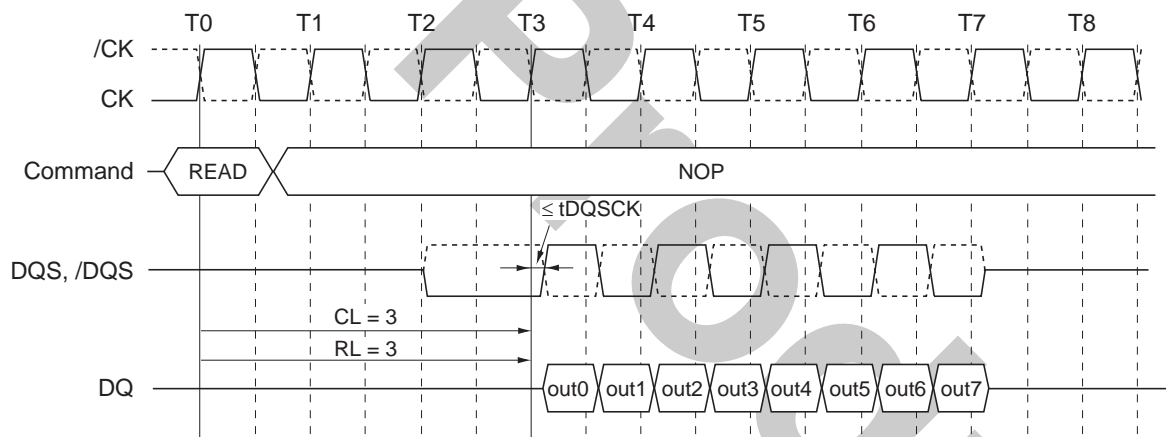 T0 T1 T2 T3 T4 T5 T6 T7 T8
/CK
CK
Command READ NOP
≤ tDQSCK
DQS, /DQS
CL = 3
RL = 3
DQ out0 out1 out2 out3 out4 out5 out6 out7